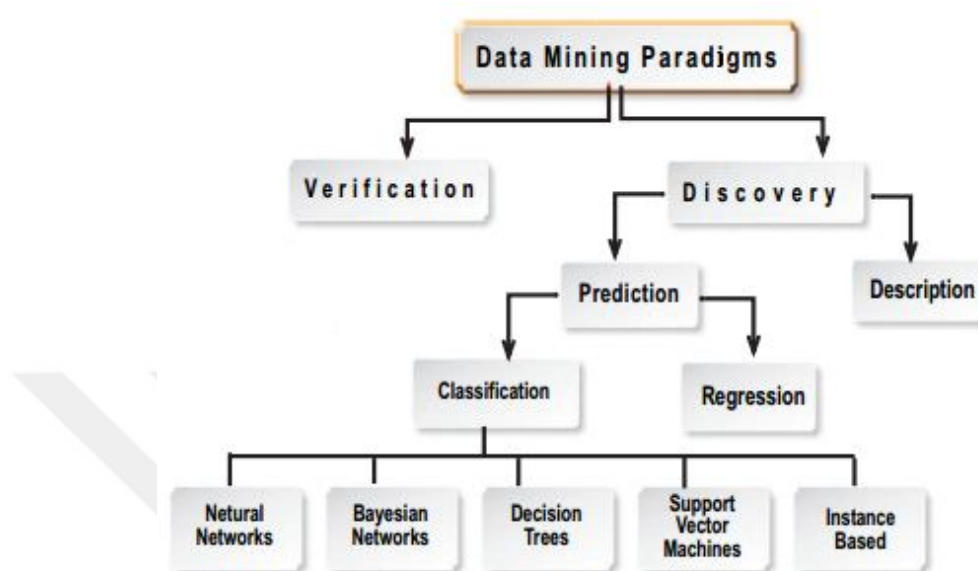 Data Mining Paradigms
Verification
Discovery
Prediction
Description
Classification
Regression
Netural
Networks
Bayesian
Networks
Decision
Trees
Support
Vector
Machines
Instance
Based